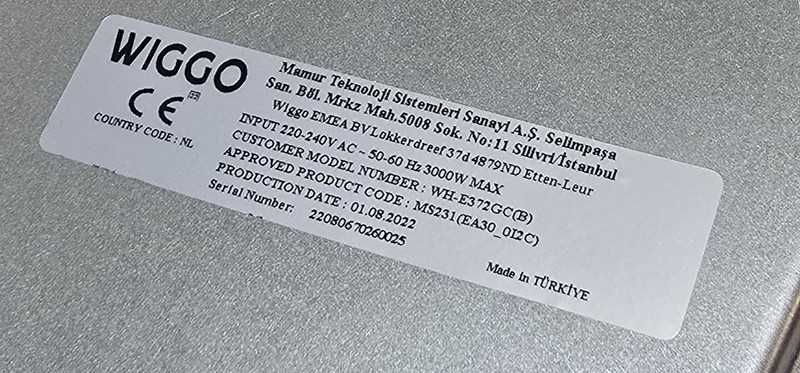 WIGGO
CE
COUNTRY CODE : NL
Mamur Teknoloji Sistemleri Sanayi A.Ş. Selimpaşa
San. Böl. Mrkz Mah.5008 Sok. No:11 Silivri/İstanbul
Wiggo EMEA BV Lokkerdreef 37d 4879ND Etten-Leur
INPUT 220-240V AC ~ 50-60 Hz 3000W MAX
CUSTOMER MODEL NUMBER : WH-E372GC(B)
APPROVED PRODUCT CODE : MS231(EA30_0I2C)
PRODUCTION DATE : 01.08.2022
Serial Number: 22080670260025
Made in TÜRKİYE